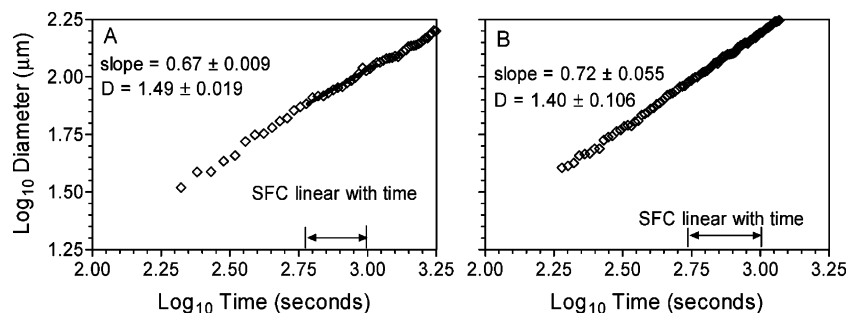 A
slope = 0.67 ± 0.009
D = 1.49 ± 0.019
SFC linear with time
Log10 Diameter (μm)
2.25
2.00
1.75
1.50
1.25
2.00 2.25 2.50 2.75 3.00 3.25
Log10 Time (seconds)
B
slope = 0.72 ± 0.055
D = 1.40 ± 0.106
SFC linear with time
2.00 2.25 2.50 2.75 3.00 3.25
Log10 Time (seconds)